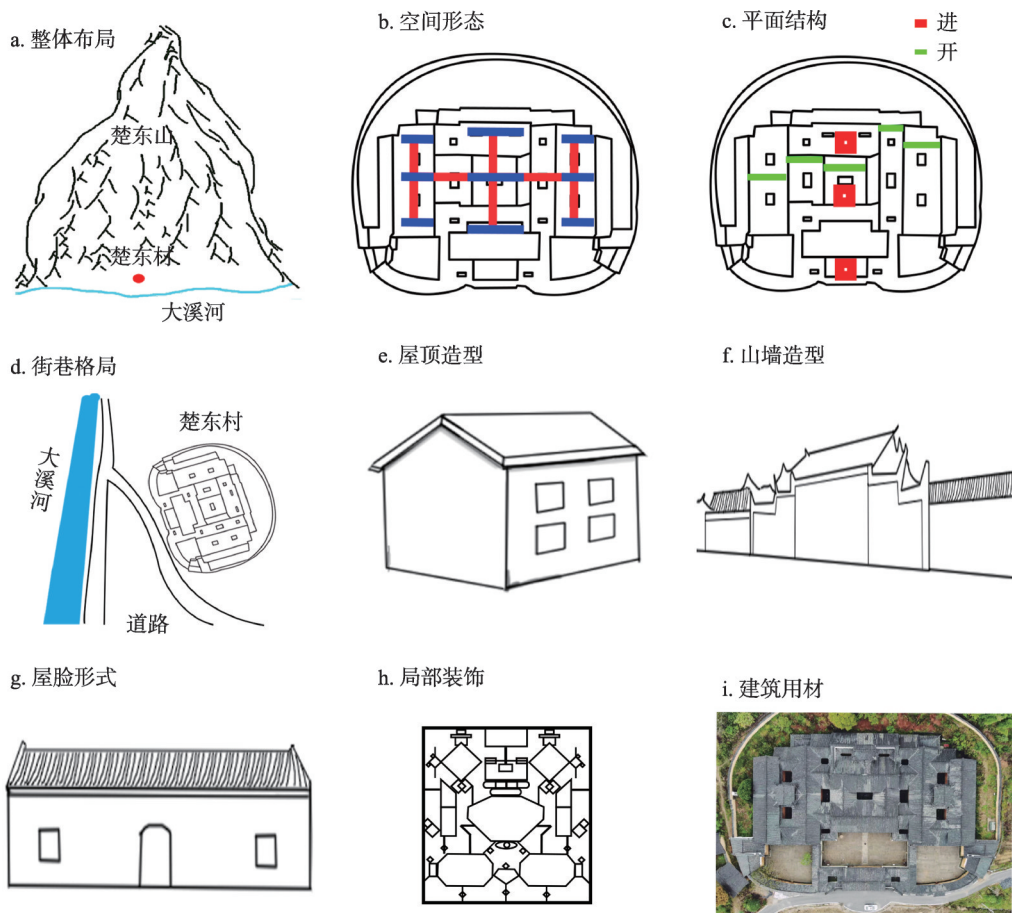 a. 整体布局
楚东山
楚东村
大溪河
b. 空间形态
c. 平面结构
进
开
d. 街巷格局
楚东村
大溪河
道路
e. 屋顶造型
f. 山墙造型
g. 屋脸形式
h. 局部装饰
i. 建筑用材